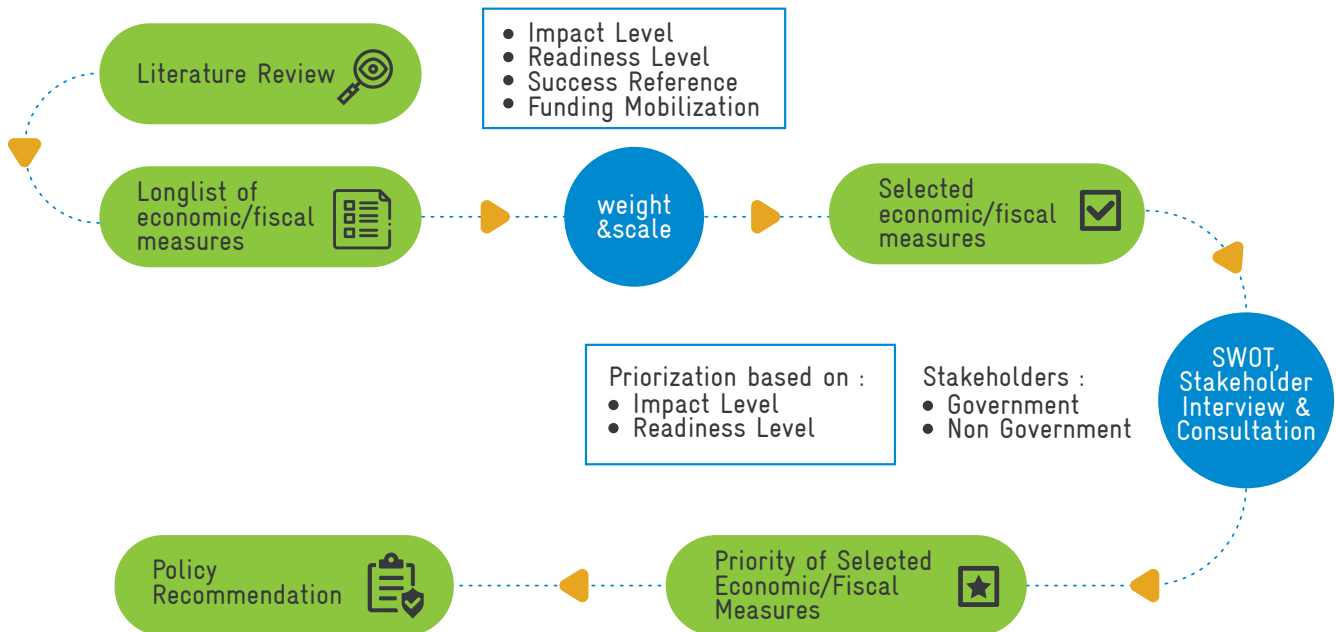 Literature Review
• Impact Level
• Readiness Level
• Success Reference
• Funding Mobilization
Longlist of
economic/fiscal
measures
weight
&scale
Selected
economic/fiscal
measures
SWOT,
Stakeholder
Interview &
Consultation
Priorization based on :
• Impact Level
• Readiness Level
Stakeholders :
• Government
• Non Government
Priority of Selected
Economic/Fiscal
Measures
Policy
Recommendation